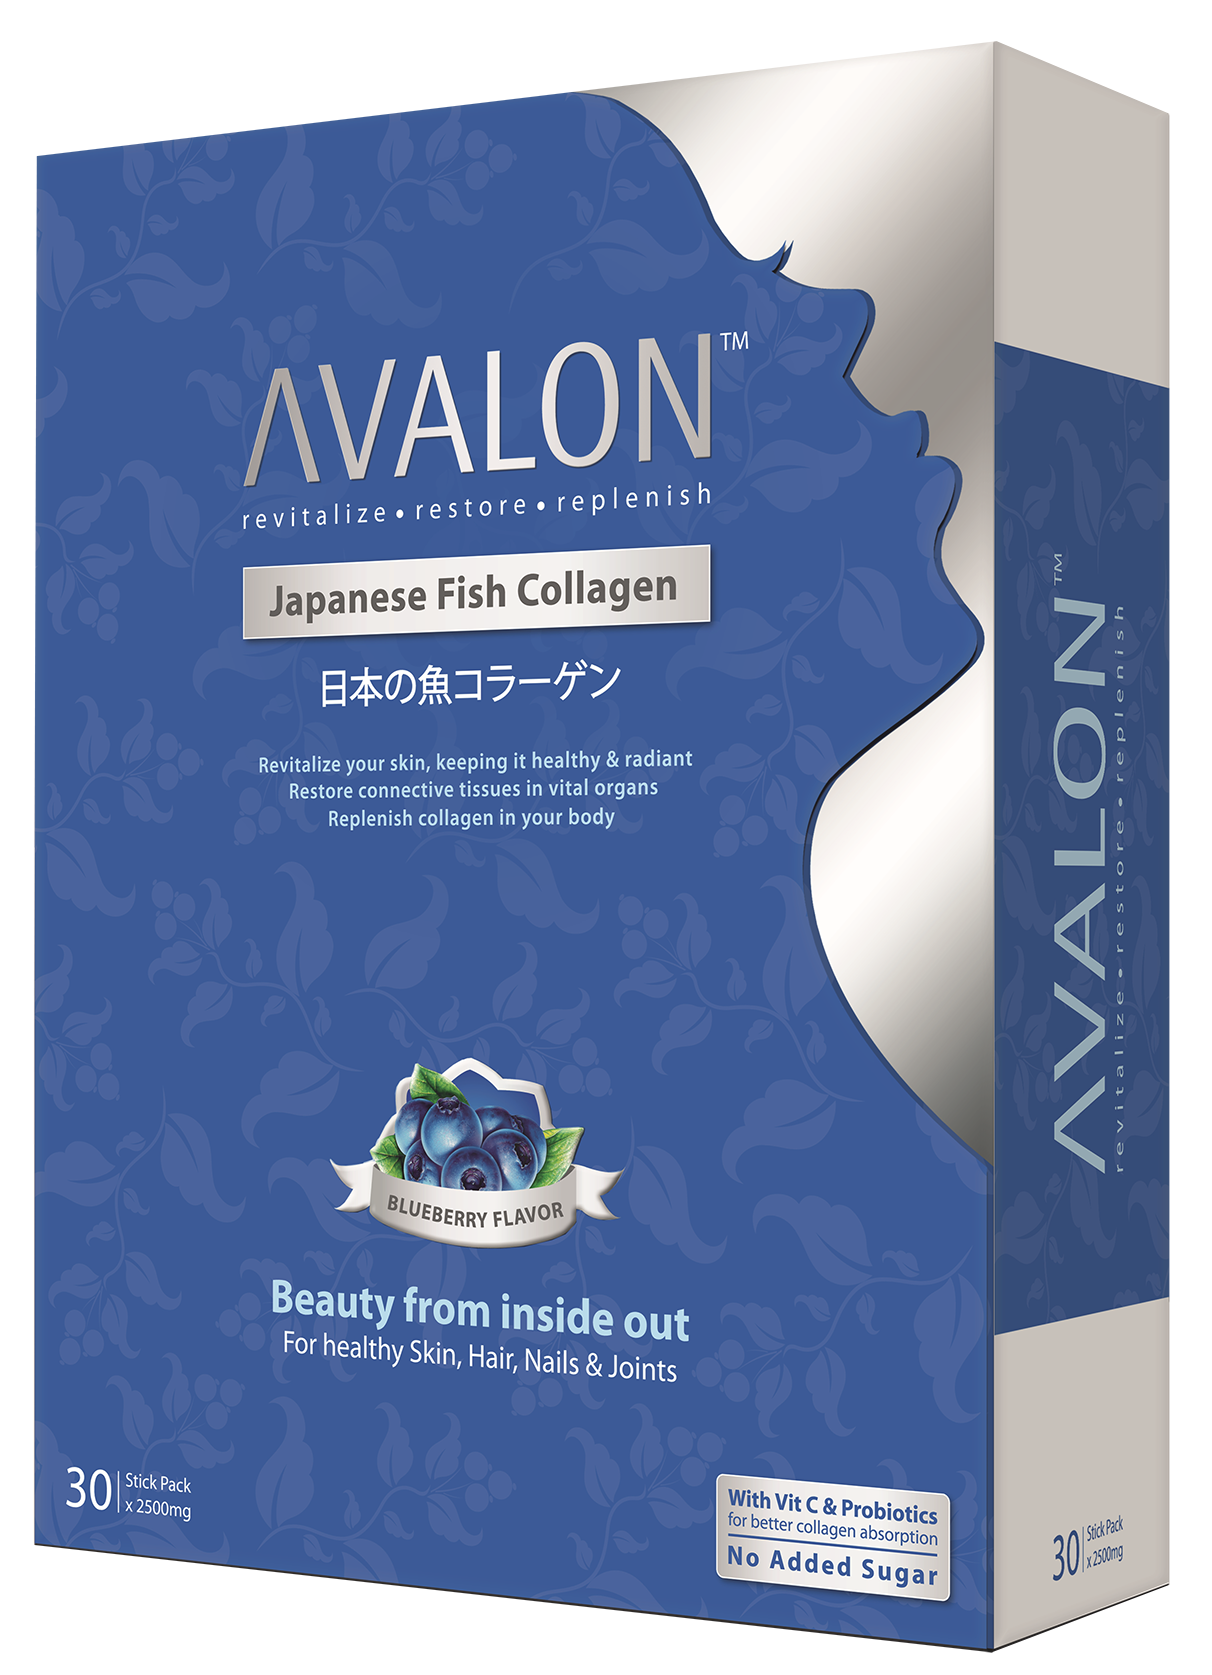 AVALON™
revitalize • restore • replenish
Japanese Fish Collagen
日本の魚コラーゲン
Revitalize your skin, keeping it healthy & radiant
Restore connective tissues in vital organs
Replenish collagen in your body
BLUEBERRY FLAVOR
Beauty from inside out
For healthy Skin, Hair, Nails & Joints
30
Stick Pack
x 2500mg
With Vit C & Probiotics
for better collagen absorption
No Added Sugar
AVALON™
revitalize • restore • replenish
30
Stick Pack
x 2500mg